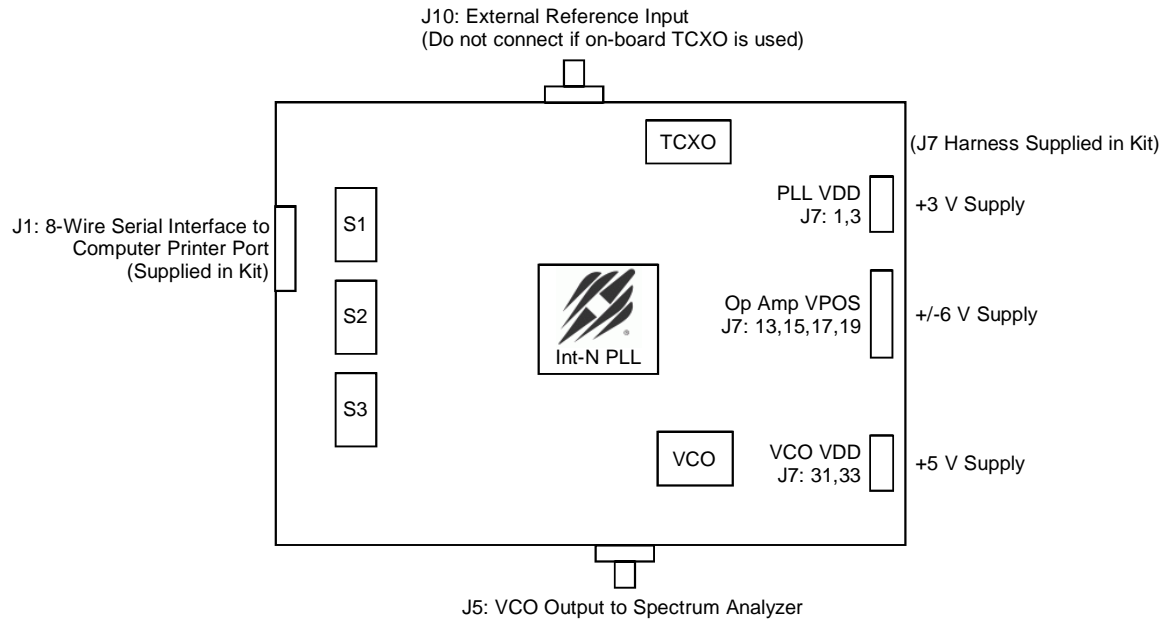 J10: External Reference Input
(Do not connect if on-board TCXO is used)
TCXO
(J7 Harness Supplied in Kit)
PLL VDD
J7: 1,3
+3 V Supply
J1: 8-Wire Serial Interface to
Computer Printer Port
(Supplied in Kit)
S1
S2
S3
Int-N PLL
Op Amp VPOS
J7: 13,15,17,19
+/-6 V Supply
VCO
VCO VDD
J7: 31,33
+5 V Supply
J5: VCO Output to Spectrum Analyzer